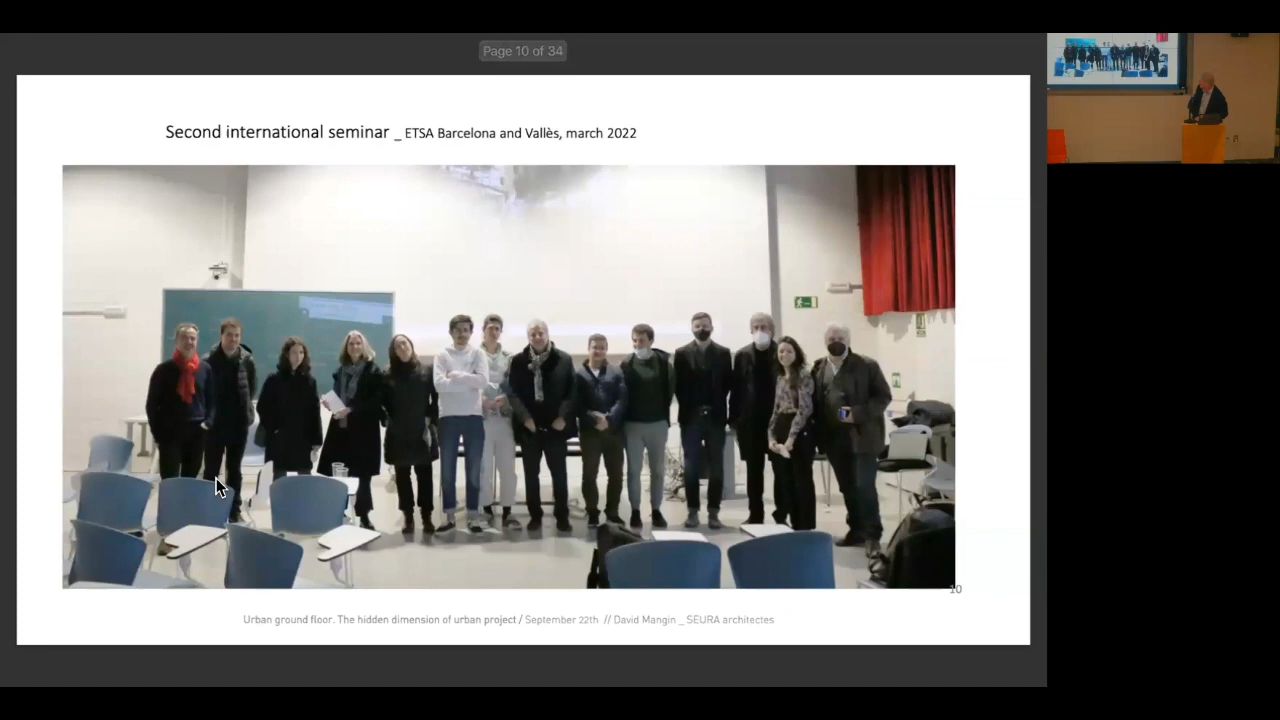 Page 10 of 34
Second international seminar _ ETSA Barcelona and Vallès, march 2022
10
Urban ground floor. The hidden dimension of urban project / September 22th // David Mangin _ SEURA architectes